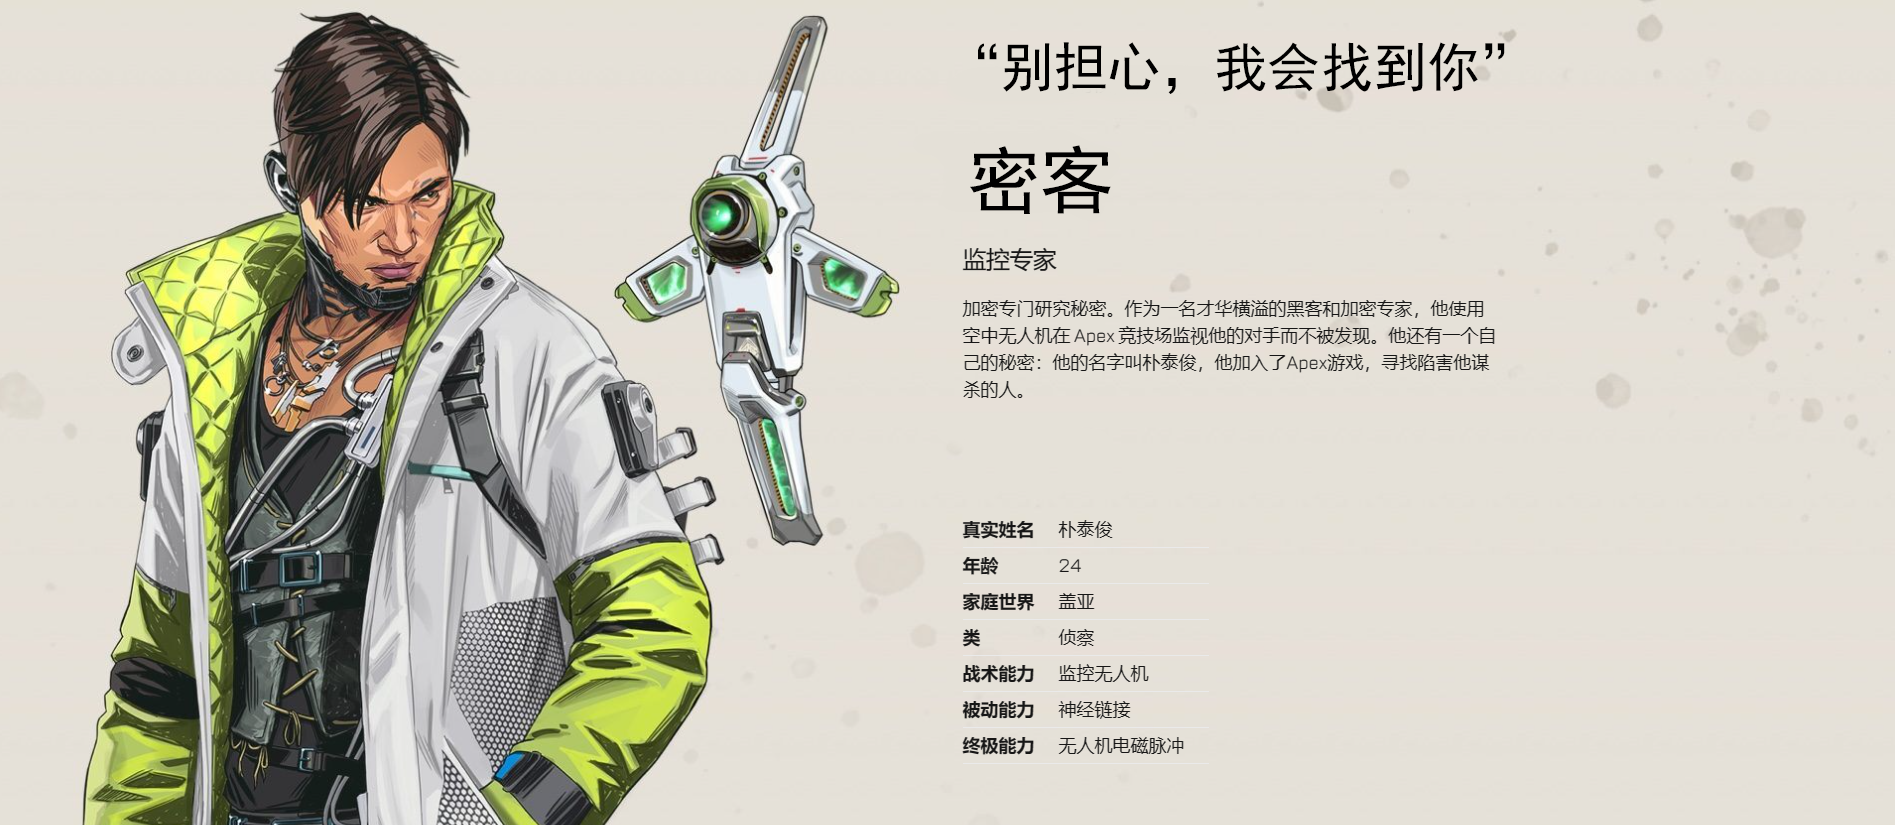 “别担心，我会找到你”
密客
监控专家
加密专门研究秘密。作为一名才华横溢的黑客和加密专家，他使用
空中无人机在 Apex 竞技场监视他的对手而不被发现。他还有一个自
己的秘密：他的名字叫朴泰俊，他加入了Apex游戏，寻找陷害他谋
杀的人。
真实姓名 朴泰俊
年龄 24
家庭世界 盖亚
类 侦察
战术能力 监控无人机
被动能力 神经链接
终极能力 无人机电磁脉冲